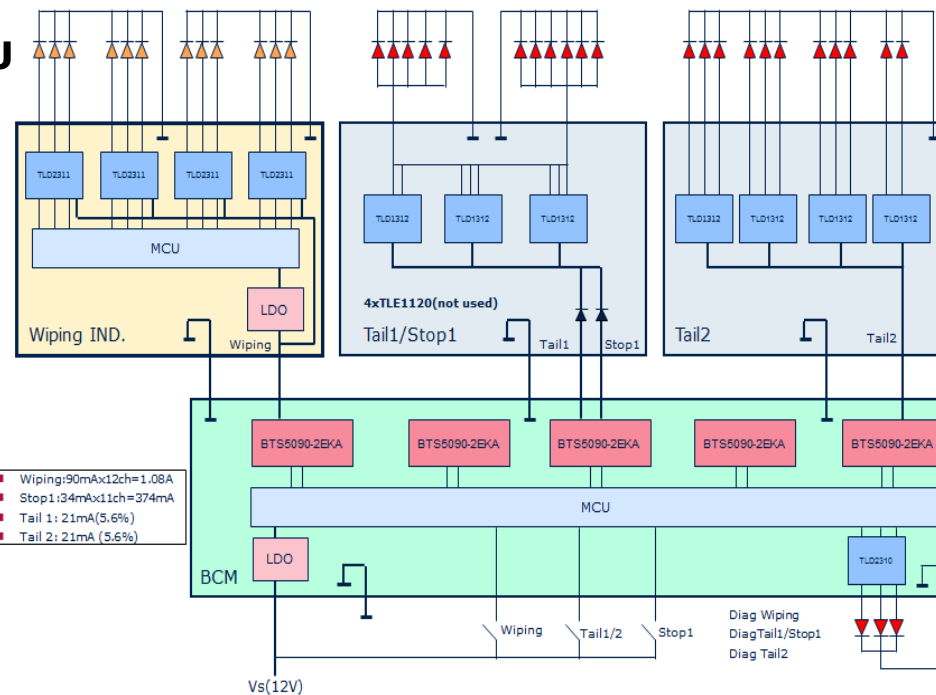 U
TLD2311
TLD2311
TLD2311
TLD2311
MCU
LDO
Wiping IND.
Wiping
TLD1312
TLD1312
TLD1312
4xTLE1120(not used)
Tail1/Stop1
Tail1
Stop1
TLD1312
TLD1312
TLD1312
TLD1312
Tail2
Tail2
BTS5090-2EKA
BTS5090-2EKA
BTS5090-2EKA
BTS5090-2EKA
BTS5090-2EKA
Wiping:90mAx12ch=1.08A
Stop1:34mAx11ch=374mA
Tail 1: 21mA(5.6%)
Tail 2: 21mA (5.6%)
MCU
LDO
BCM
TLD2310
Wiping
Tail1/2
Stop1
Diag Wiping
DiagTail1/Stop1
Diag Tail2
Vs(12V)